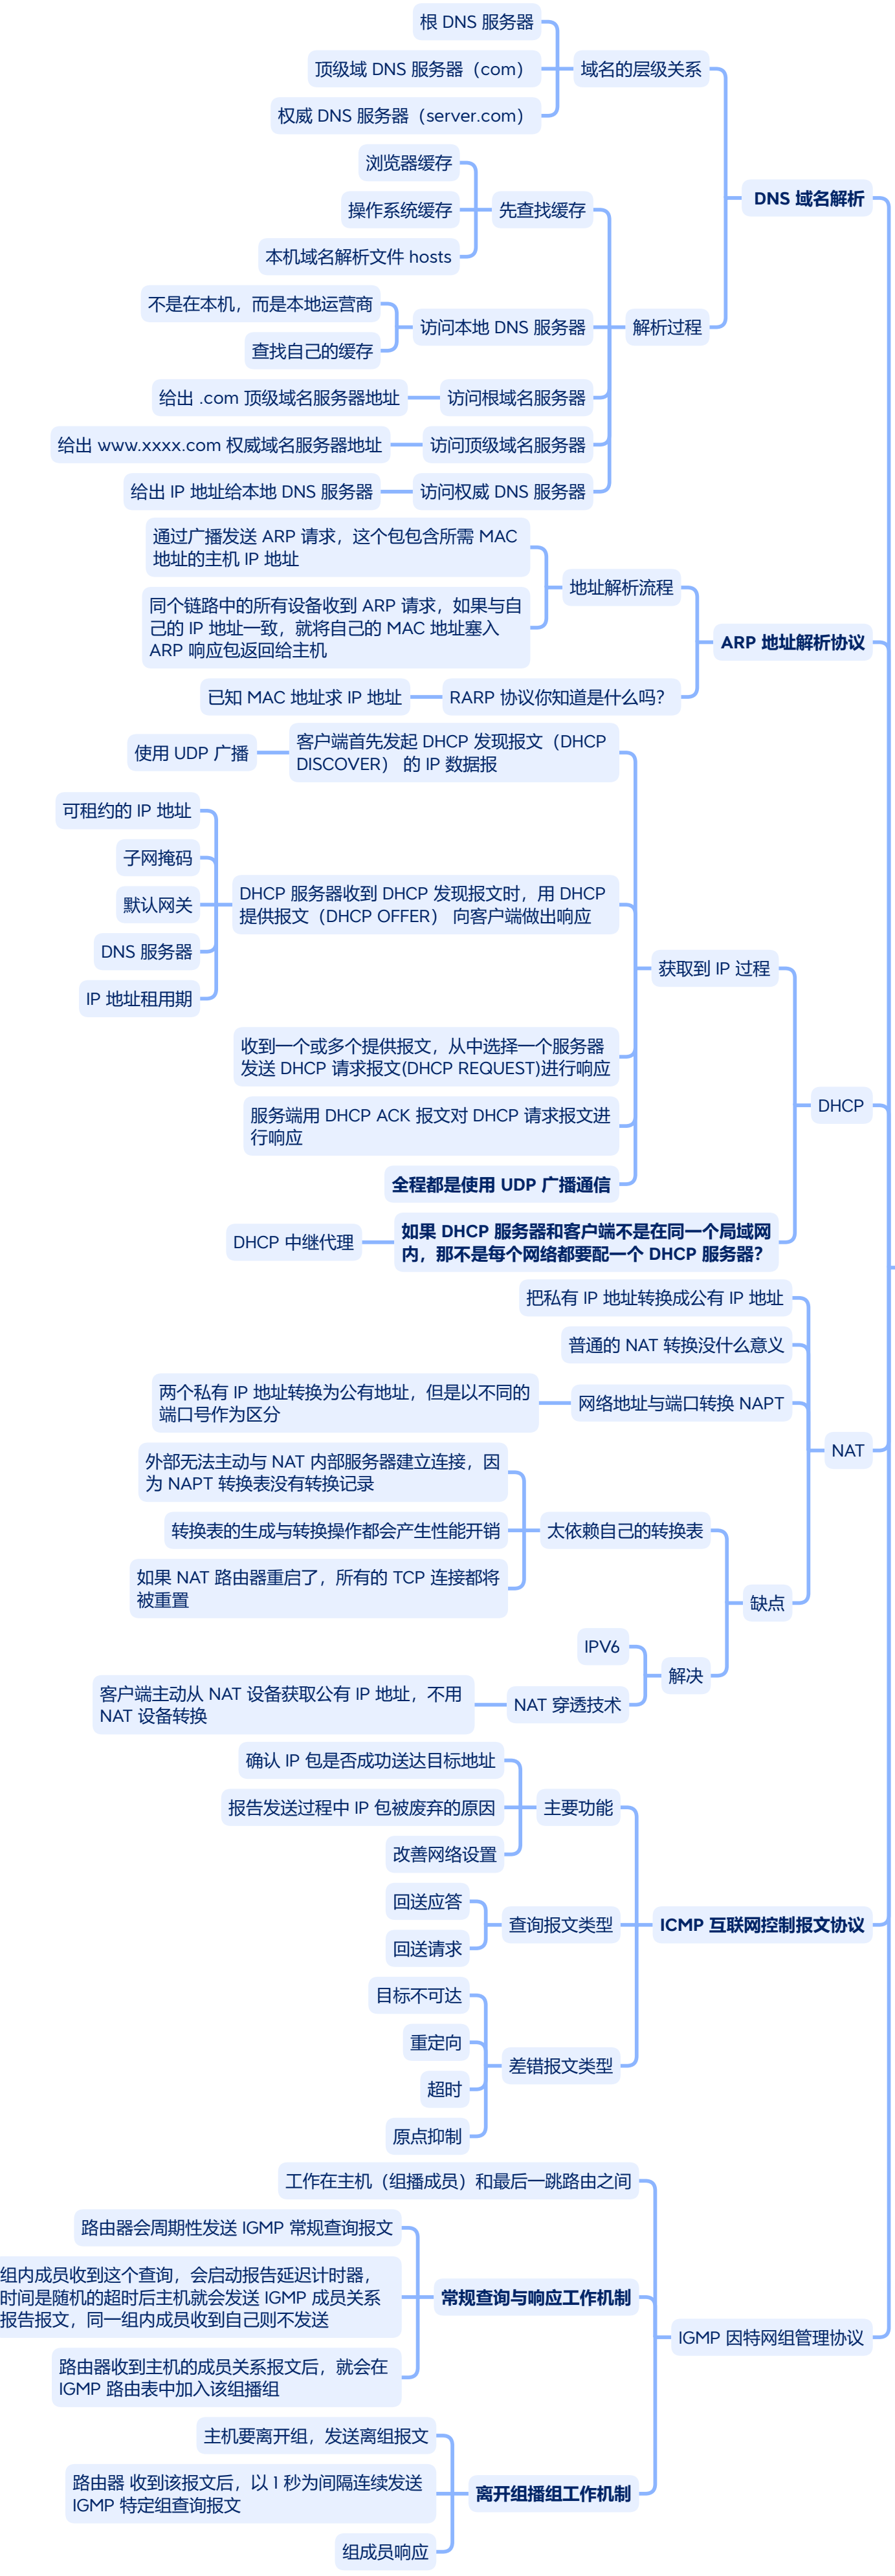 根 DNS 服务器
顶级域 DNS 服务器（com）
域名的层级关系
权威 DNS 服务器（server.com）
浏览器缓存
DNS 域名解析
操作系统缓存
先查找缓存
本机域名解析文件 hosts
不是在本机，而是本地运营商
访问本地 DNS 服务器
解析过程
查找自己的缓存
给出 .com 顶级域名服务器地址
访问根域名服务器
给出 www.xxxx.com 权威域名服务器地址
访问顶级域名服务器
给出 IP 地址给本地 DNS 服务器
访问权威 DNS 服务器
通过广播发送 ARP 请求，这个包包含所需 MAC
地址的主机 IP 地址
地址解析流程
同个链路中的所有设备收到 ARP 请求，如果与自
己的 IP 地址一致，就将自己的 MAC 地址塞入
ARP 响应包返回给主机
ARP 地址解析协议
已知 MAC 地址求 IP 地址
RARP 协议你知道是什么吗？
使用 UDP 广播
客户端首先发起 DHCP 发现报文（DHCP
DISCOVER） 的 IP 数据报
可租约的 IP 地址
子网掩码
默认网关
DHCP 服务器收到 DHCP 发现报文时，用 DHCP
提供报文（DHCP OFFER） 向客户端做出响应
DNS 服务器
IP 地址租用期
获取到 IP 过程
收到一个或多个提供报文，从中选择一个服务器
发送 DHCP 请求报文(DHCP REQUEST)进行响应
服务端用 DHCP ACK 报文对 DHCP 请求报文进
行响应
DHCP
全程都是使用 UDP 广播通信
DHCP 中继代理
如果 DHCP 服务器和客户端不是在同一个局域网
内，那不是每个网络都要配一个 DHCP 服务器？
把私有 IP 地址转换成公有 IP 地址
普通的 NAT 转换没什么意义
两个私有 IP 地址转换为公有地址，但是以不同的
端口号作为区分
网络地址与端口转换 NAPT
NAT
外部无法主动与 NAT 内部服务器建立连接，因
为 NAPT 转换表没有转换记录
转换表的生成与转换操作都会产生性能开销
太依赖自己的转换表
如果 NAT 路由器重启了，所有的 TCP 连接都将
被重置
缺点
IPV6
解决
客户端主动从 NAT 设备获取公有 IP 地址，不用
NAT 设备转换
NAT 穿透技术
确认 IP 包是否成功送达目标地址
报告发送过程中 IP 包被废弃的原因
主要功能
改善网络设置
回送应答
查询报文类型
ICMP 互联网控制报文协议
回送请求
目标不可达
重定向
差错报文类型
超时
原点抑制
工作在主机（组播成员）和最后一跳路由之间
路由器会周期性发送 IGMP 常规查询报文
组内成员收到这个查询，会启动报告延迟计时器，
时间是随机的超时后主机就会发送 IGMP 成员关系
报告报文，同一组内成员收到自己则不发送
常规查询与响应工作机制
IGMP 因特网组管理协议
路由器收到主机的成员关系报文后，就会在
IGMP 路由表中加入该组播组
主机要离开组，发送离组报文
路由器 收到该报文后，以 1 秒为间隔连续发送
IGMP 特定组查询报文
离开组播组工作机制
组成员响应